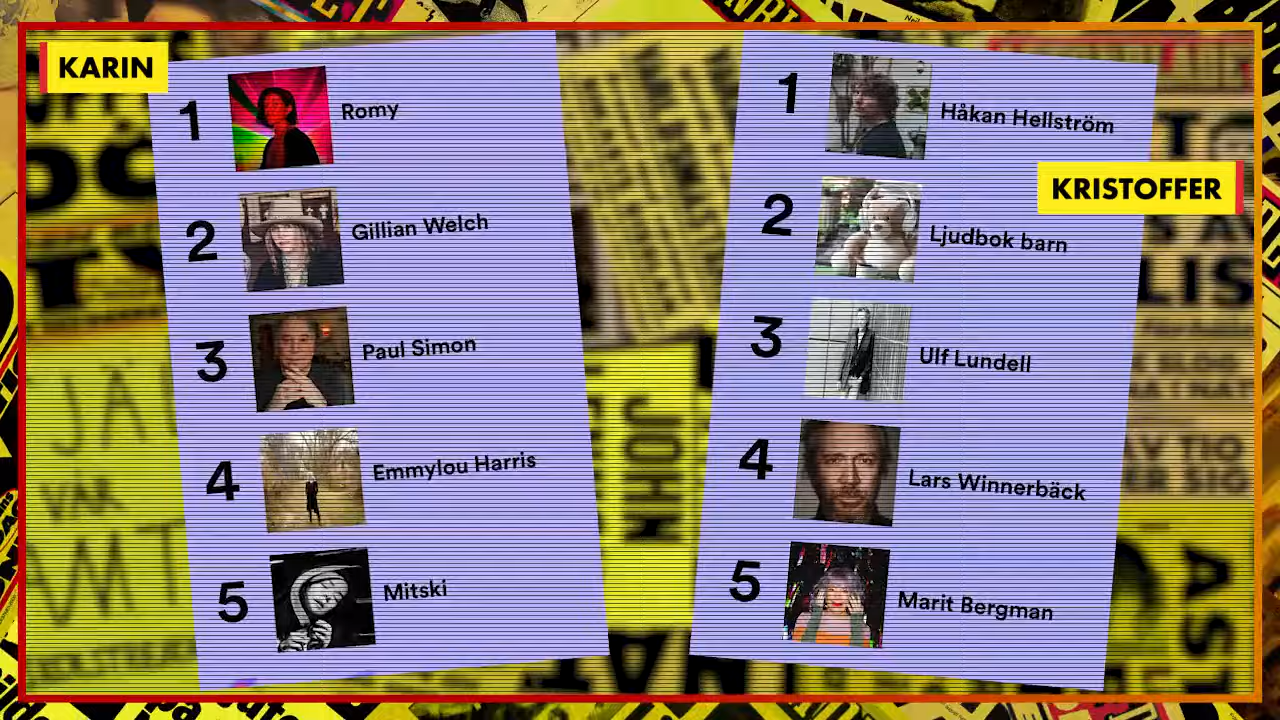 KARIN
1
Romy
2
Gillian Welch
3
Paul Simon
4
Emmylou Harris
5
Mitski
1
Håkan Hellström
KRISTOFFER
2
Ljudbok barn
3
Ulf Lundell
4
Lars Winnerbäck
5
Marit Bergman
JOHN